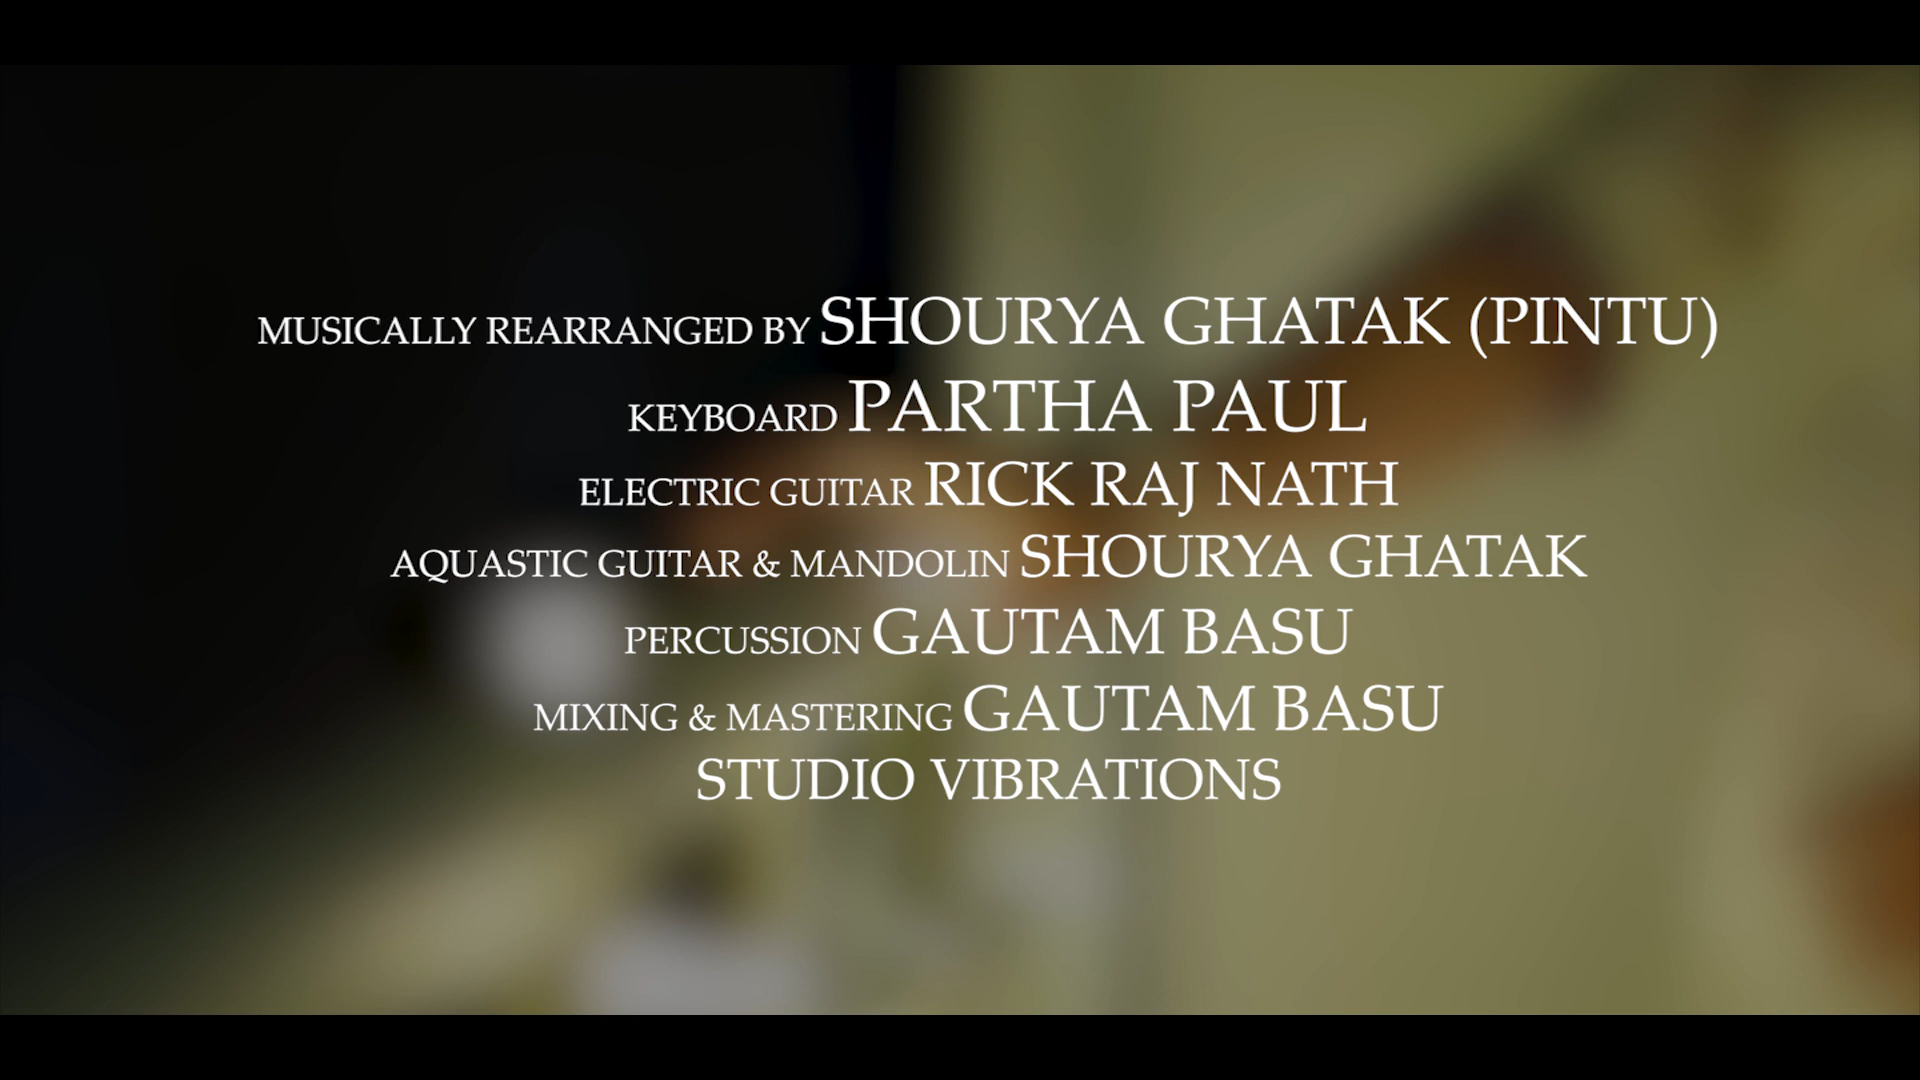 MUSICALLY REARRANGED BY SHOURYA GHATAK (PINTU)
KEYBOARD PARTHA PAUL
ELECTRIC GUITAR RICK RAJ NATH
AQUASTIC GUITAR & MANDOLIN SHOURYA GHATAK
PERCUSSION GAUTAM BASU
MIXING & MASTERING GAUTAM BASU
STUDIO VIBRATIONS